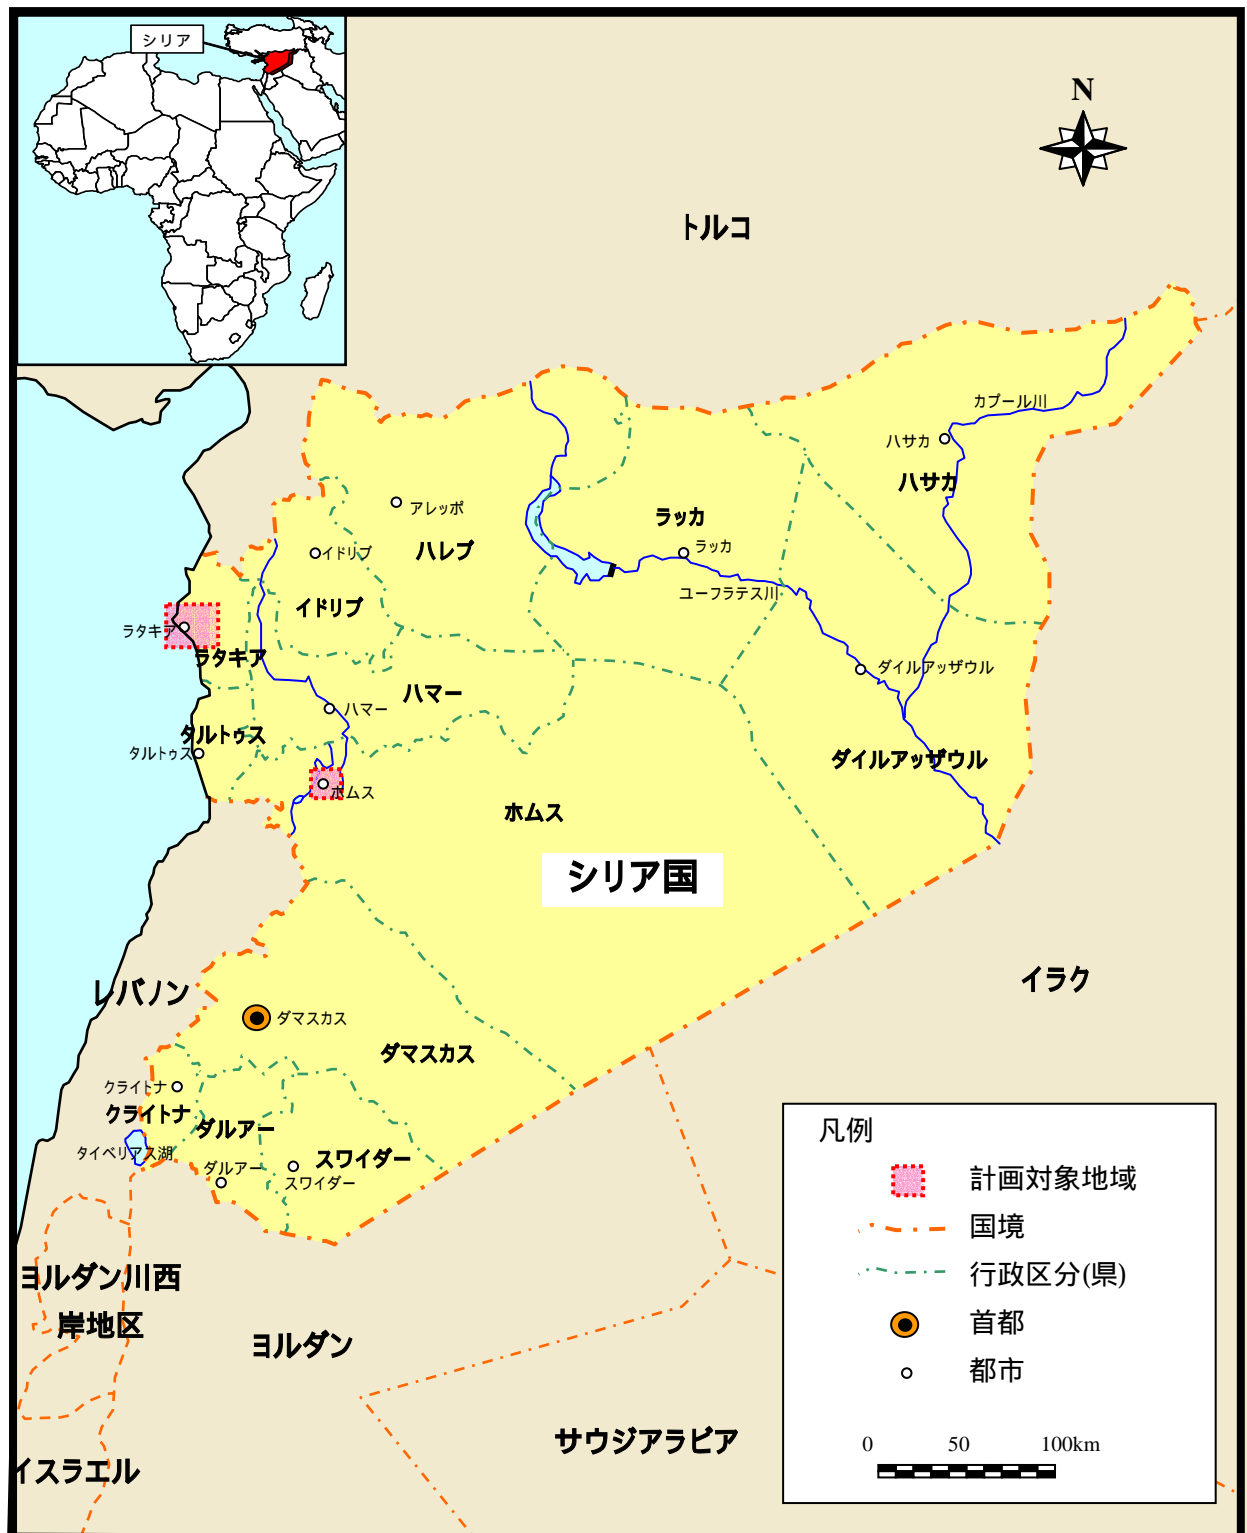 シリア
N
トルコ
カブール川
ハサカ
ハサカ
アレッポ
ラッカ
ハレブ
ラッカ
イドリブ
イドリブ
ユーフラテス川
ラタキア
ラタキア
ダイルアッザウル
ハマー
ハマー
タルトゥス
タルトゥス
ダイルアッザウル
ホムス
ホムス
シリア国
イラク
レバノン
ダマスカス
ダマスカス
クライトナ
クライトナ
ダルアー
タイベリアス湖
スワイダー
ダルアー
スワイダー
ヨルダン川西
岸地区
ヨルダン
サウジアラビア
イスラエル
凡例
計画対象地域
国境
行政区分(県)
首都
都市
0 50 100km